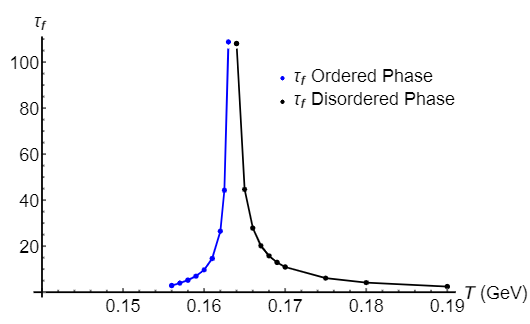 τf
100
80
60
40
20
τf Ordered Phase
τf Disordered Phase
0.15 0.16 0.17 0.18 0.19
T (GeV)